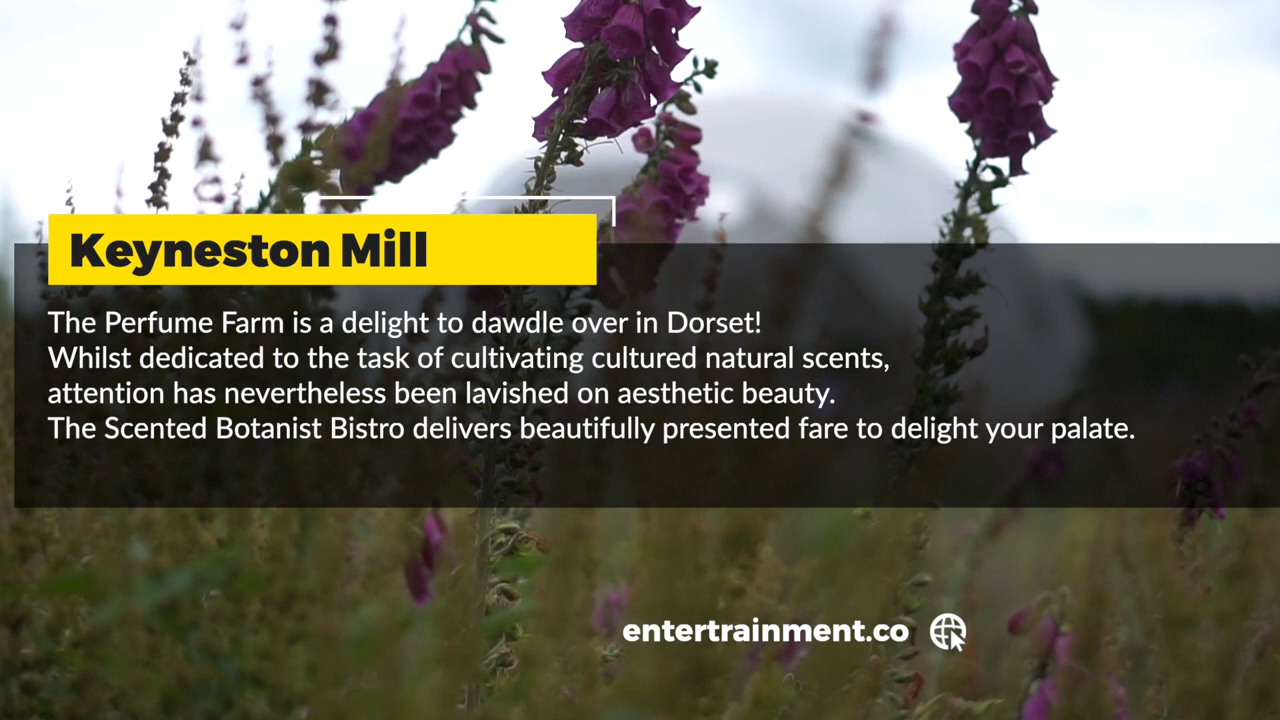 Keyneston Mill
The Perfume Farm is a delight to dawdle over in Dorset!
Whilst dedicated to the task of cultivating cultured natural scents,
attention has nevertheless been lavished on aesthetic beauty.
The Scented Botanist Bistro delivers beautifully presented fare to delight your palate.
entertrainment.co